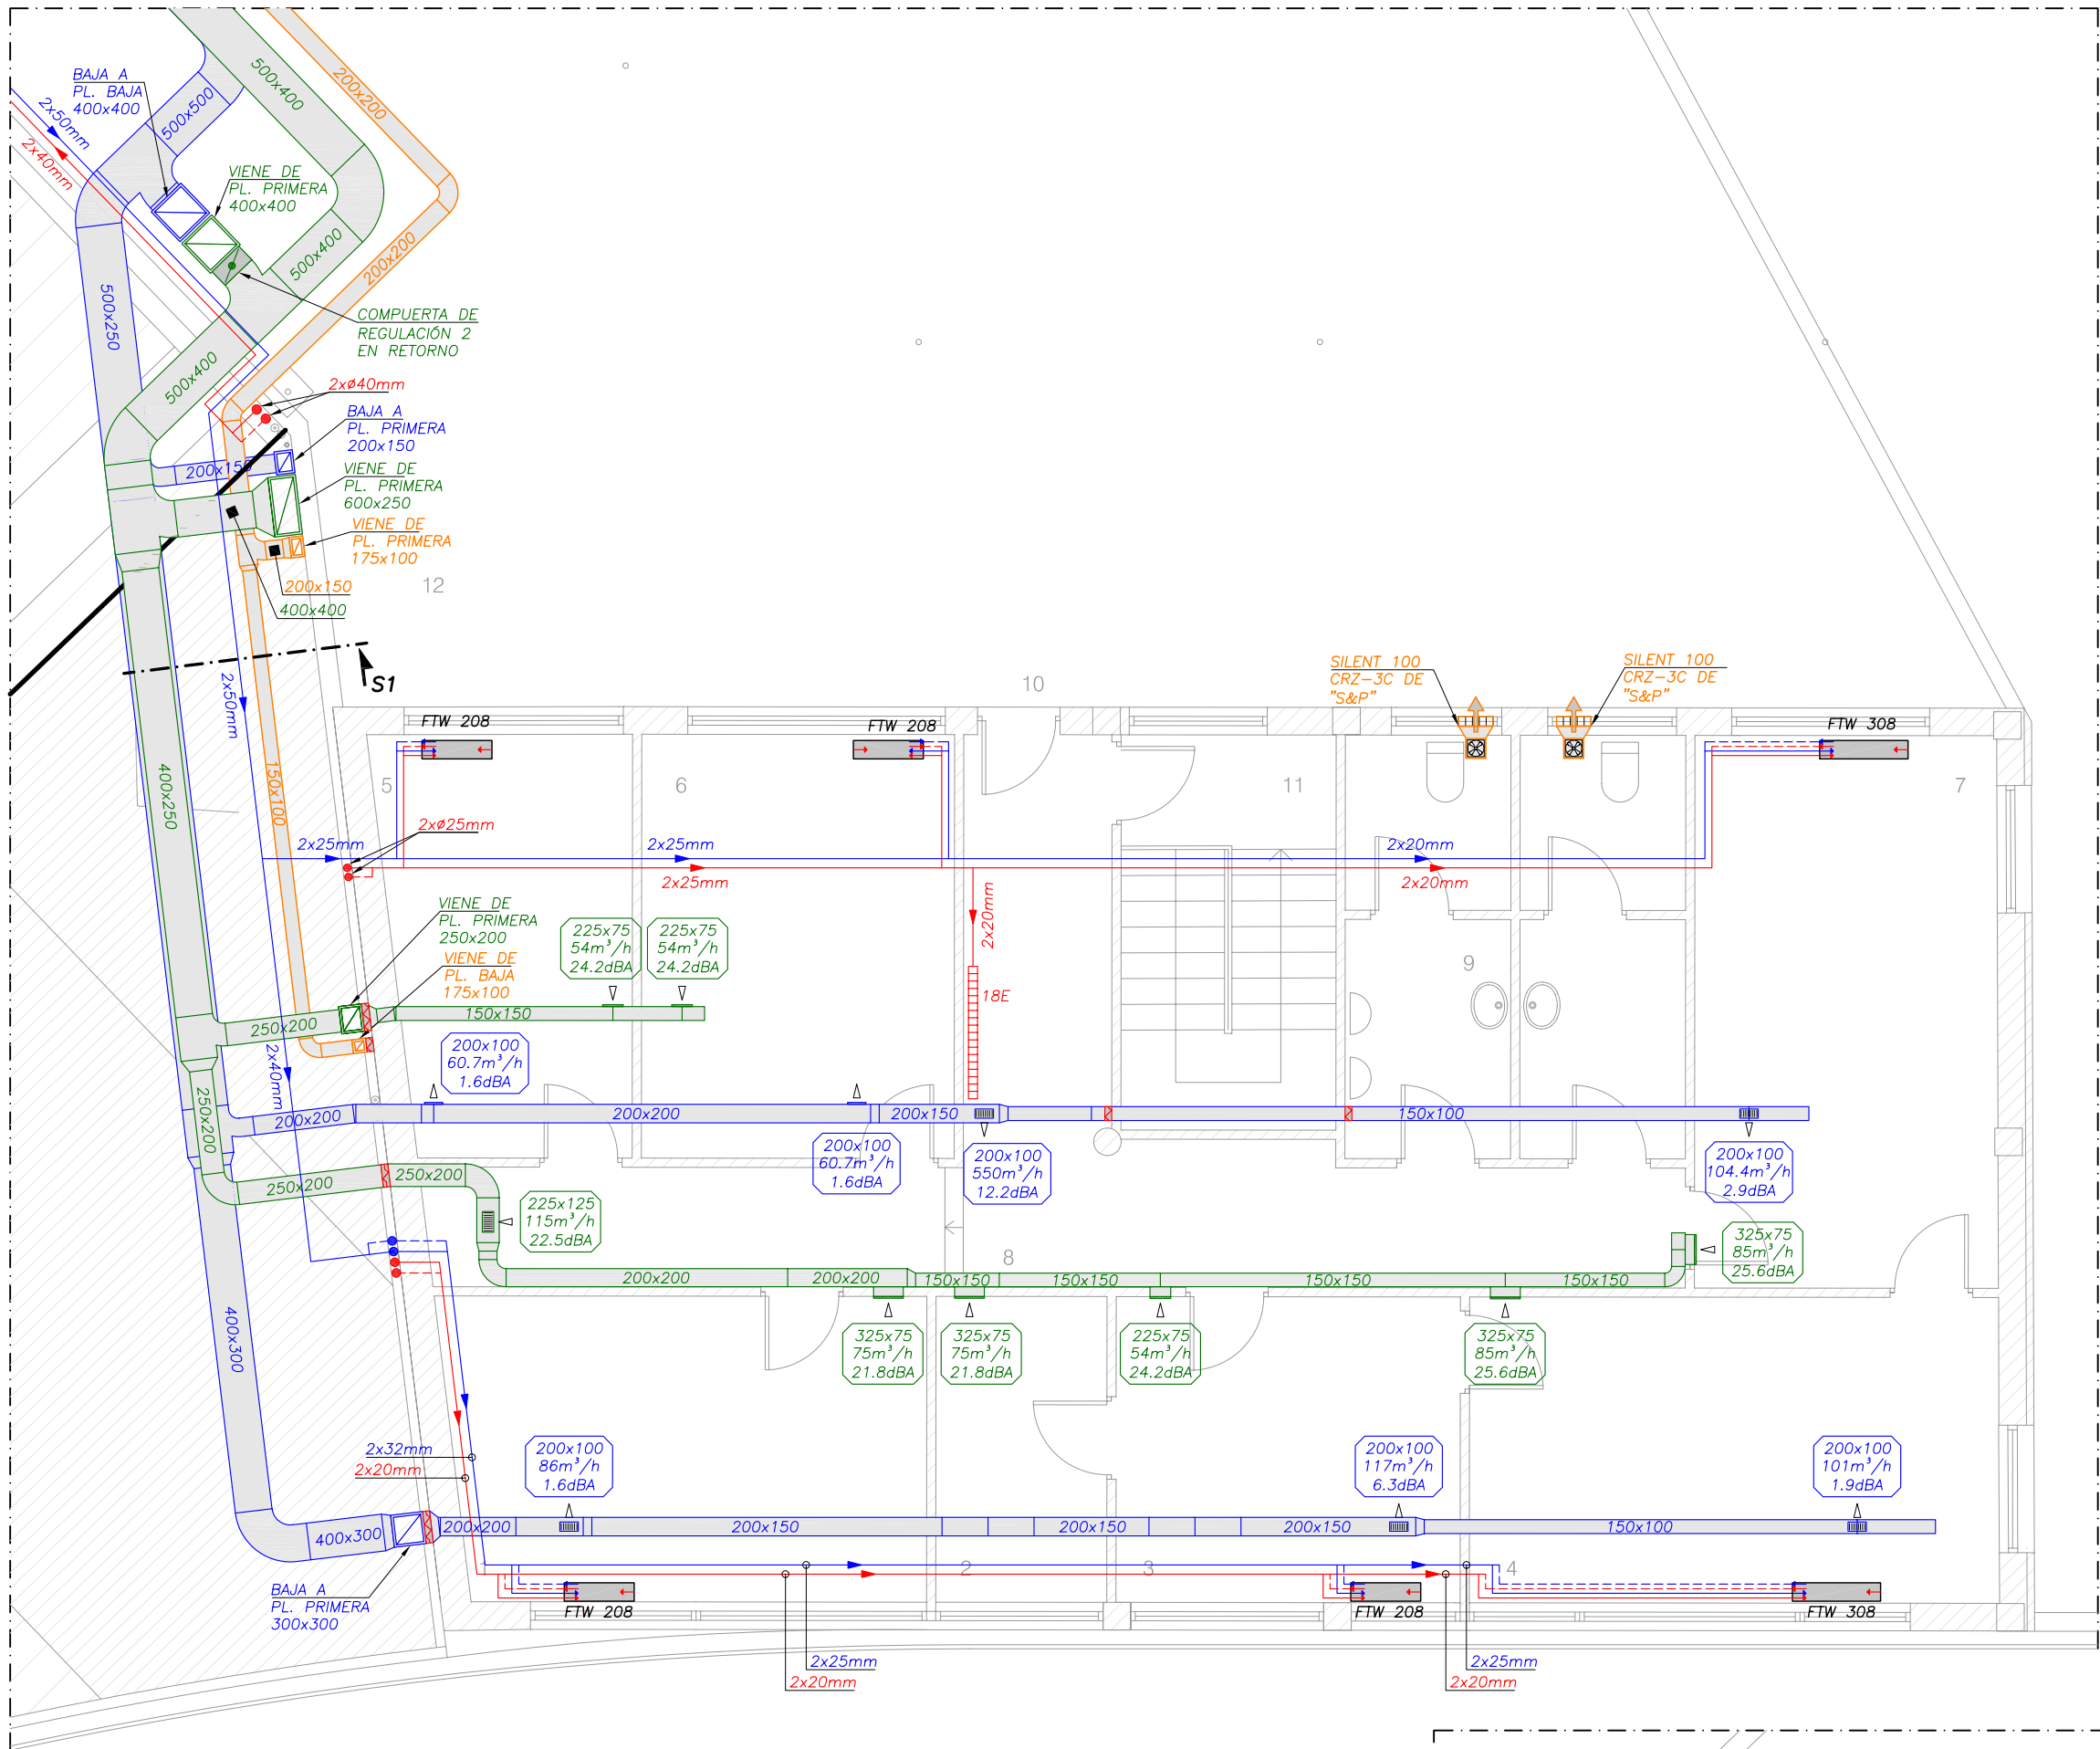 500x400
200x200
BAJA A
PL. BAJA
400x400
500x500
2x50mm
2x40mm
VIENE DE
PL. PRIMERA
400x400
500x400
200x200
500x250
COMPUERTA DE
REGULACIÓN 2
EN RETORNO
500x400
2xø40mm
BAJA A
PL. PRIMERA
200x150
200x150
VIENE DE
PL. PRIMERA
600x250
VIENE DE
PL. PRIMERA
175x100
200x150
400x400
12
S1
2x50mm
10
SILENT 100
CRZ-3C DE
"S&P"
SILENT 100
CRZ-3C DE
"S&P"
FTW 208
FTW 208
FTW 308
5
6
11
7
400x250
150x100
2xø25mm
2x25mm
2x25mm
2x20mm
2x25mm
2x20mm
2x20mm
VIENE DE
PL. PRIMERA
250x200
VIENE DE
PL. BAJA
175x100
225x75
54m³/h
24.2dBA
225x75
54m³/h
24.2dBA
9
18E
250x200
150x150
2x40mm
200x100
60.7m³/h
1.6dBA
250x200
200x200
200x200
200x150
150x100
200x100
60.7m³/h
1.6dBA
200x100
550m³/h
12.2dBA
200x100
104.4m³/h
2.9dBA
250x200
250x200
225x125
115m³/h
22.5dBA
8
325x75
85m³/h
25.6dBA
200x200
200x200
150x150
150x150
150x150
150x150
400x300
325x75
75m³/h
21.8dBA
325x75
75m³/h
21.8dBA
225x75
54m³/h
24.2dBA
325x75
85m³/h
25.6dBA
2x32mm
2x20mm
200x100
86m³/h
1.6dBA
200x100
117m³/h
6.3dBA
200x100
101m³/h
1.9dBA
400x300
200x200
200x150
200x150
200x150
150x100
2
3
4
BAJA A
PL. PRIMERA
300x300
FTW 208
FTW 208
FTW 308
2x25mm
2x20mm
2x25mm
2x20mm